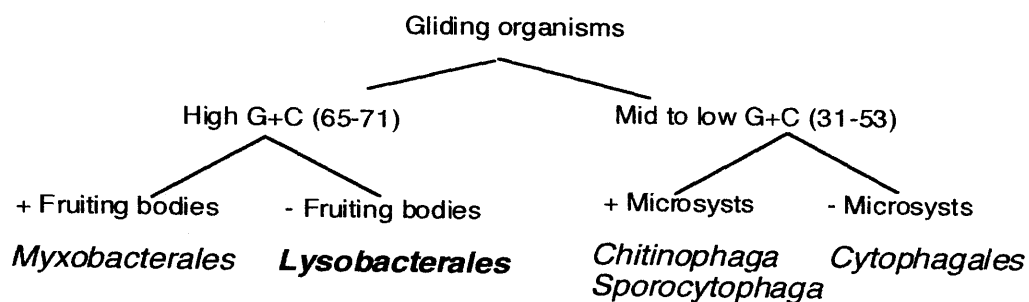 Gliding organisms
High G+C (65-71) Mid to low G+C (31-53)
+ Fruiting bodies - Fruiting bodies + Microsysts - Microsysts
Myxobacterales Lysobacterales Chitinophaga Cytophagales
Sporocytophaga